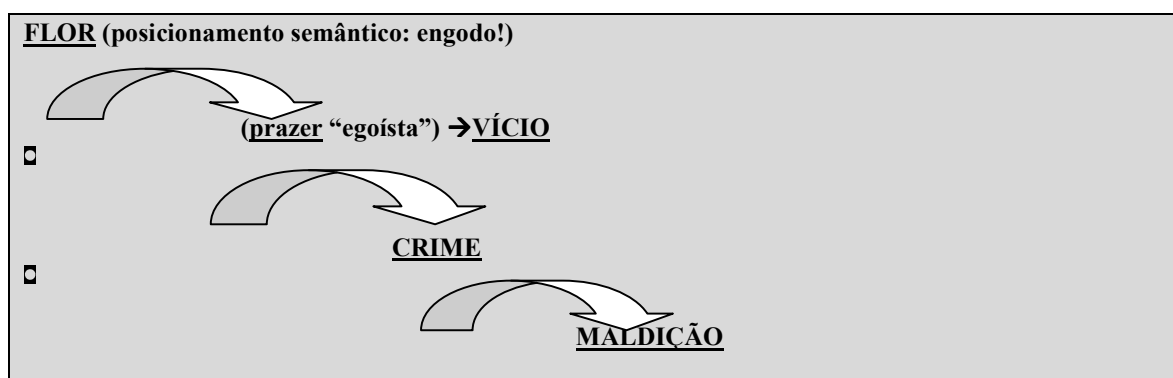 FLOR (posicionamento semântico: engodo!)
(prazer “egoísta”) →VÍCIO
CRIME
MALDIÇÃO